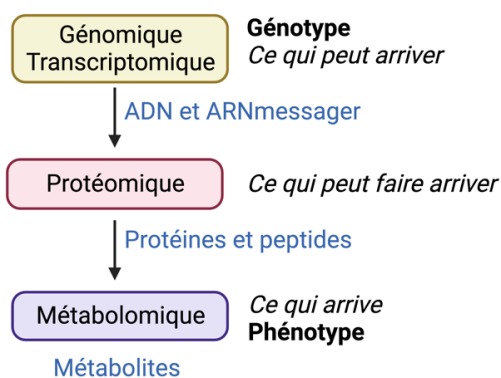 Génomique
Transcriptomique
Génotype
Ce qui peut arriver
ADN et ARNmessager
Protéomique
Ce qui peut faire arriver
Protéines et peptides
Métabolomique
Ce qui arrive
Phénotype
Métabolites